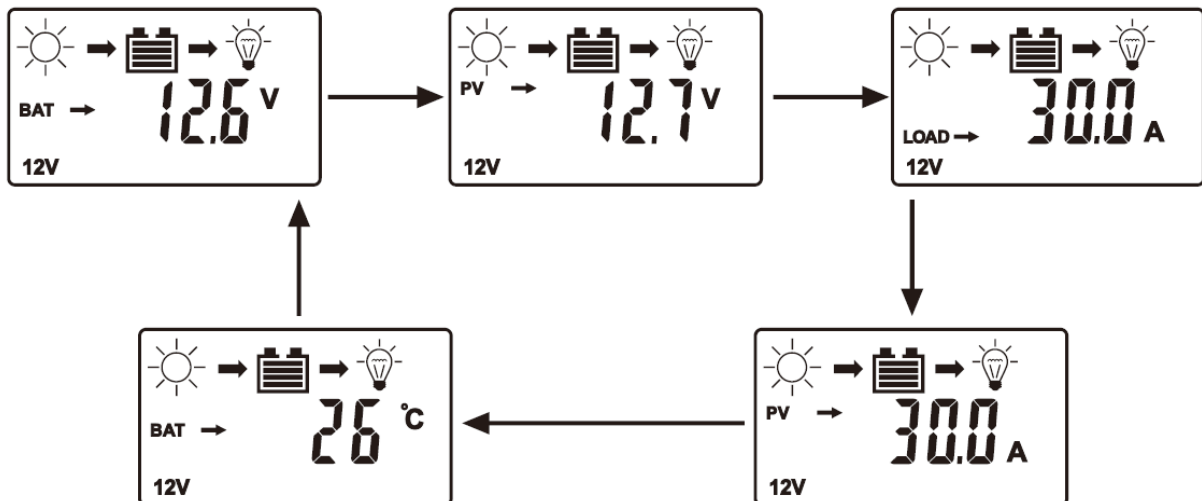 BAT 12.6 V
12V
PV 12.7 V
12V
LOAD 30.0 A
12V
BAT 26 °C
12V
PV 30.0 A
12V